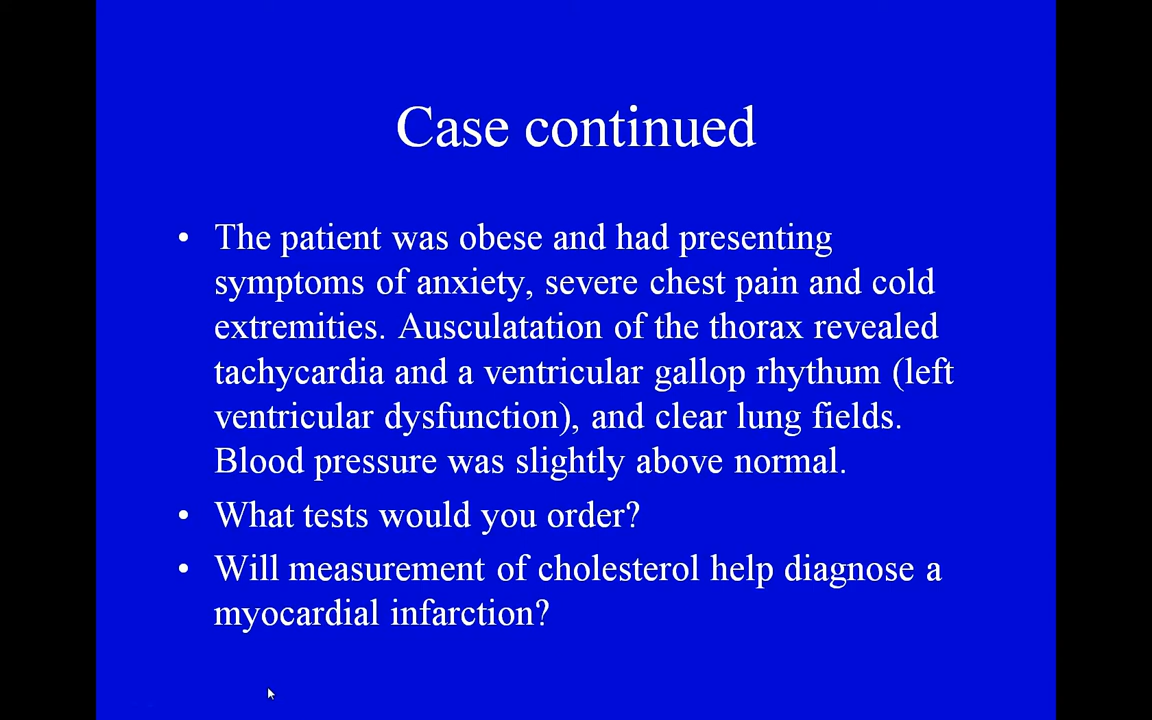 Case continued
• The patient was obese and had presenting
symptoms of anxiety, severe chest pain and cold
extremities. Ausculatation of the thorax revealed
tachycardia and a ventricular gallop rhythum (left
ventricular dysfunction), and clear lung fields.
Blood pressure was slightly above normal.
• What tests would you order?
• Will measurement of cholesterol help diagnose a
myocardial infarction?